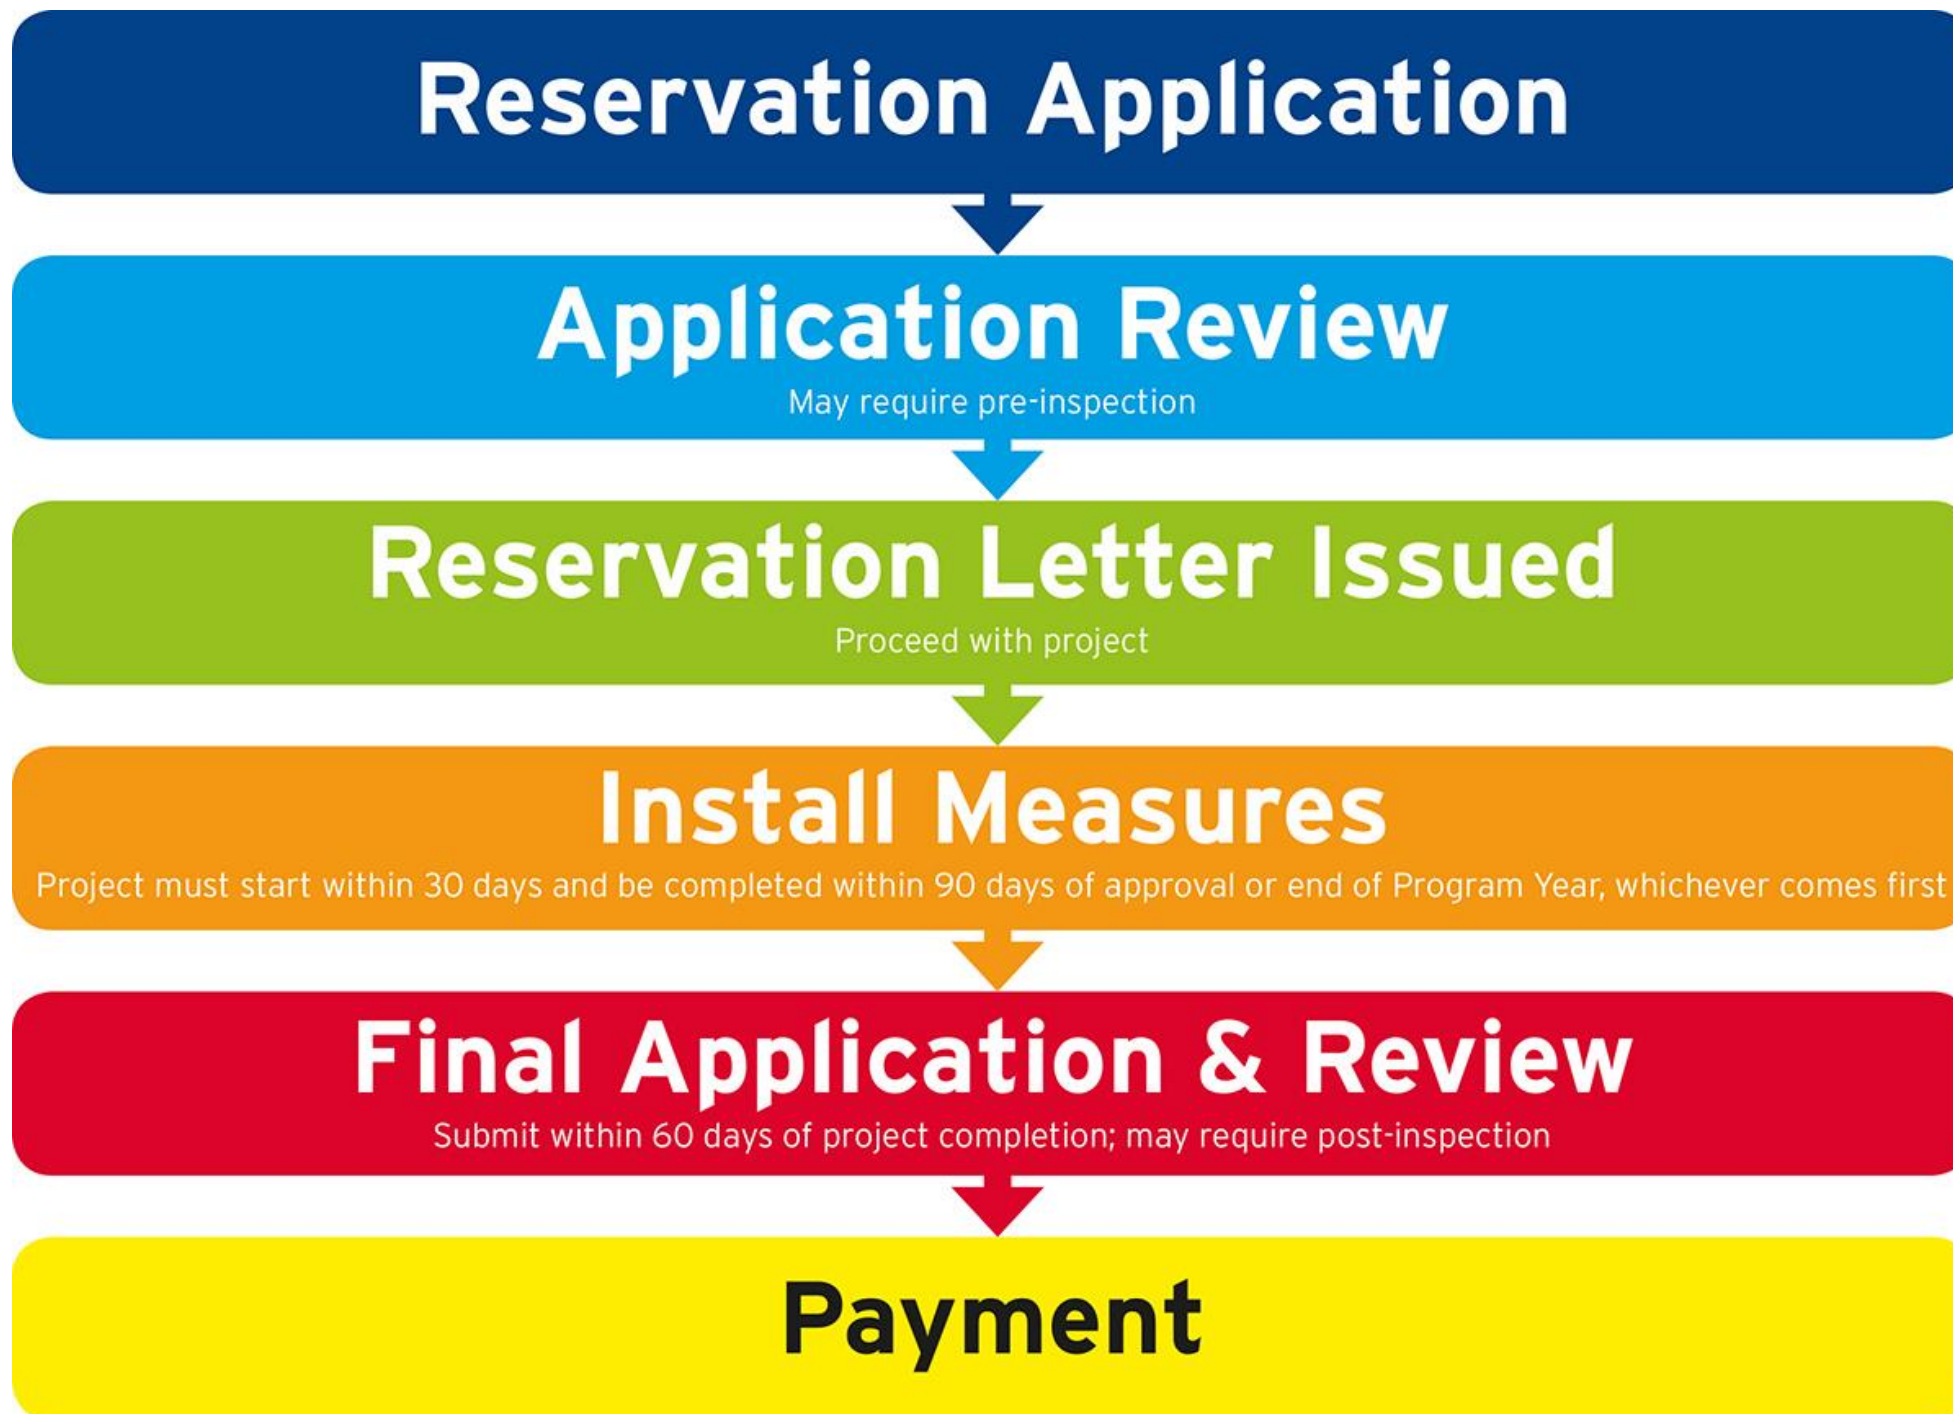 Reservation Application
Application Review
May require pre-inspection
Reservation Letter Issued
Proceed with project
Install Measures
Project must start within 30 days and be completed within 90 days of approval or end of Program Year, whichever comes first
Final Application & Review
Submit within 60 days of project completion; may require post-inspection
Payment